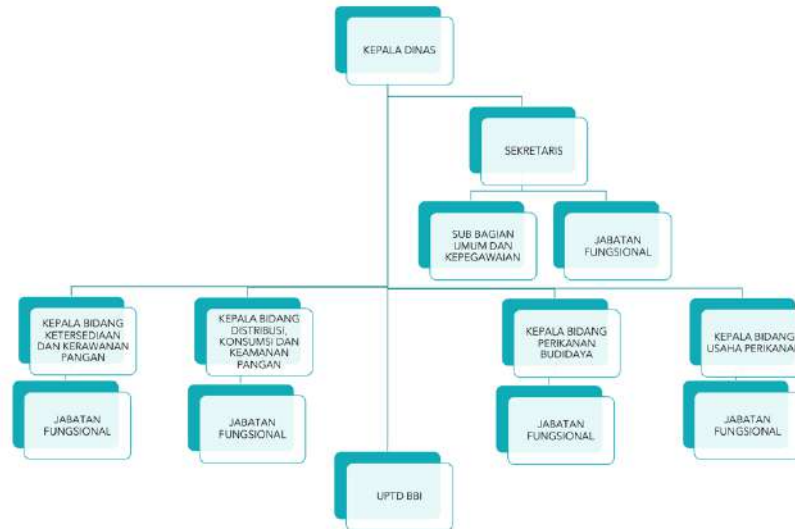 KEPALA DINAS
SEKRETARIS
SUB BAGIAN
UMUM DAN
KEPEGAWAIAN
JABATAN
FUNGSIONAL
KEPALA BIDANG
KETERSEDIAAN
DAN KERAWANAN
PANGAN
KEPALA BIDANG
DISTRIBUSI,
KONSUMSI DAN
KEAMANAN
PANGAN
KEPALA BIDANG
PERIKANAN
BUDIDAYA
KEPALA BIDANG
USAHA PERIKANAN
JABATAN
FUNGSIONAL
JABATAN
FUNGSIONAL
JABATAN
FUNGSIONAL
JABATAN
FUNGSIONAL
UPTD BBI